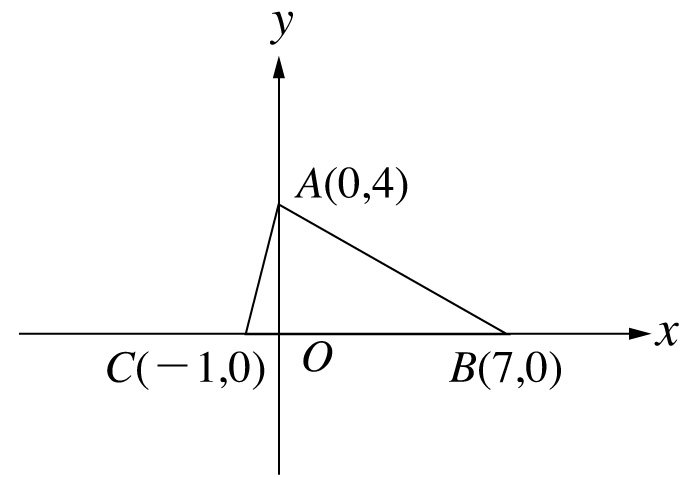 y
A(0,4)
x
C(－1,0)
O
B(7,0)